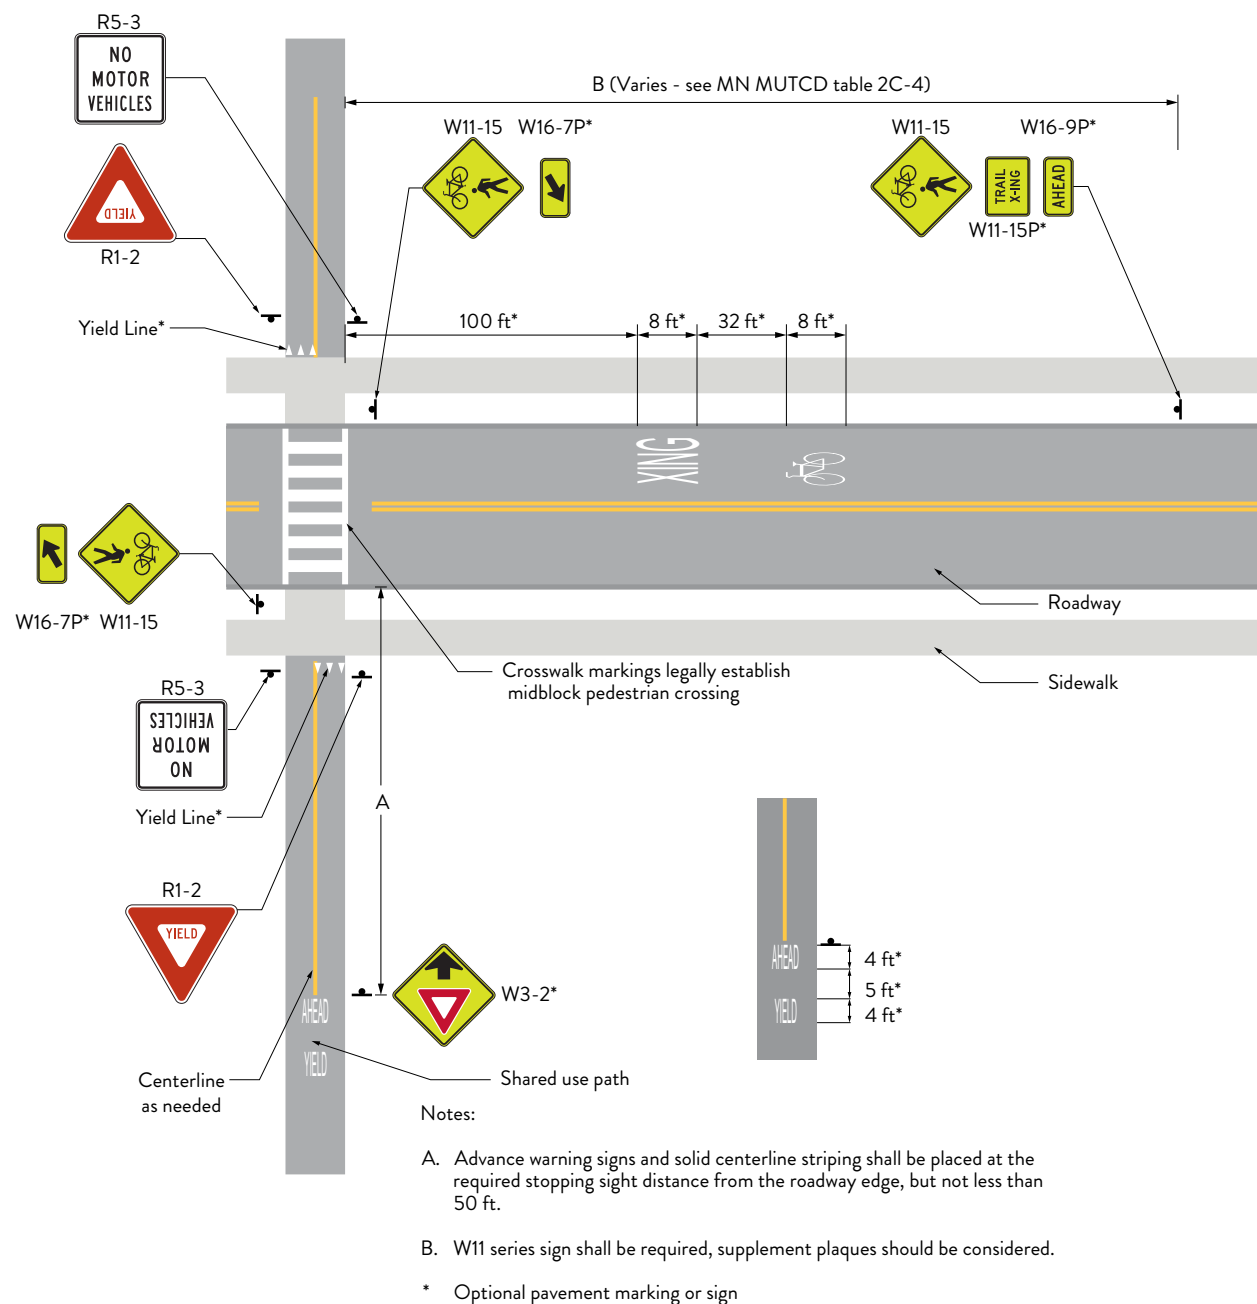 R5-3
NO
MOTOR
VEHICLES
B (Varies - see MN MUTCD table 2C-4)
W11-15 W16-7P*
W11-15 W16-9P*
TRAIL
X-ING
AHEAD
W11-15P*
YIELD
R1-2
Yield Line*
100 ft* 8 ft* 32 ft* 8 ft*
XING
W16-7P* W11-15
Roadway
Crosswalk markings legally establish
midblock pedestrian crossing
Sidewalk
R5-3
NO
MOTOR
VEHICLES
Yield Line*
A
R1-2
YIELD
W3-2*
AHEAD
YIELD
AHEAD
YIELD
4 ft*
5 ft*
4 ft*
Centerline
as needed
Shared use path
Notes:
A. Advance warning signs and solid centerline striping shall be placed at the
required stopping sight distance from the roadway edge, but not less than
50 ft.
B. W11 series sign shall be required, supplement plaques should be considered.
* Optional pavement marking or sign